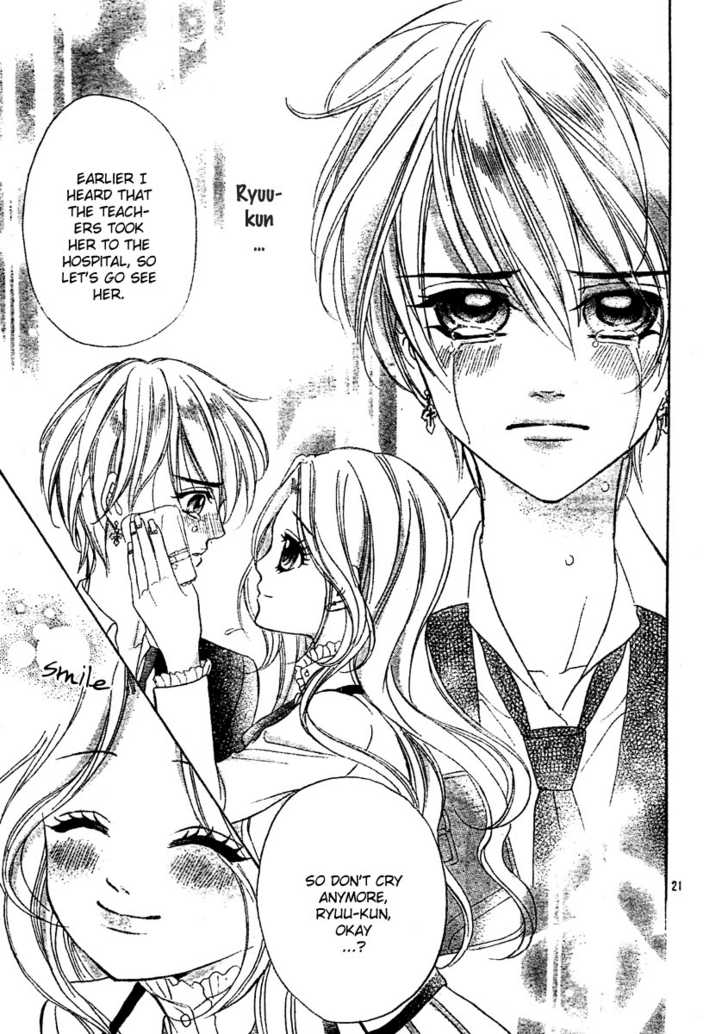 Ryuu-
kun
...
EARLIER I
HEARD THAT
THE TEACH-
ERS TOOK
HER TO THE
HOSPITAL, SO
LET'S GO SEE
HER.
Smile
SO DON'T CRY
ANYMORE,
RYUU-KUN,
OKAY
...?
21